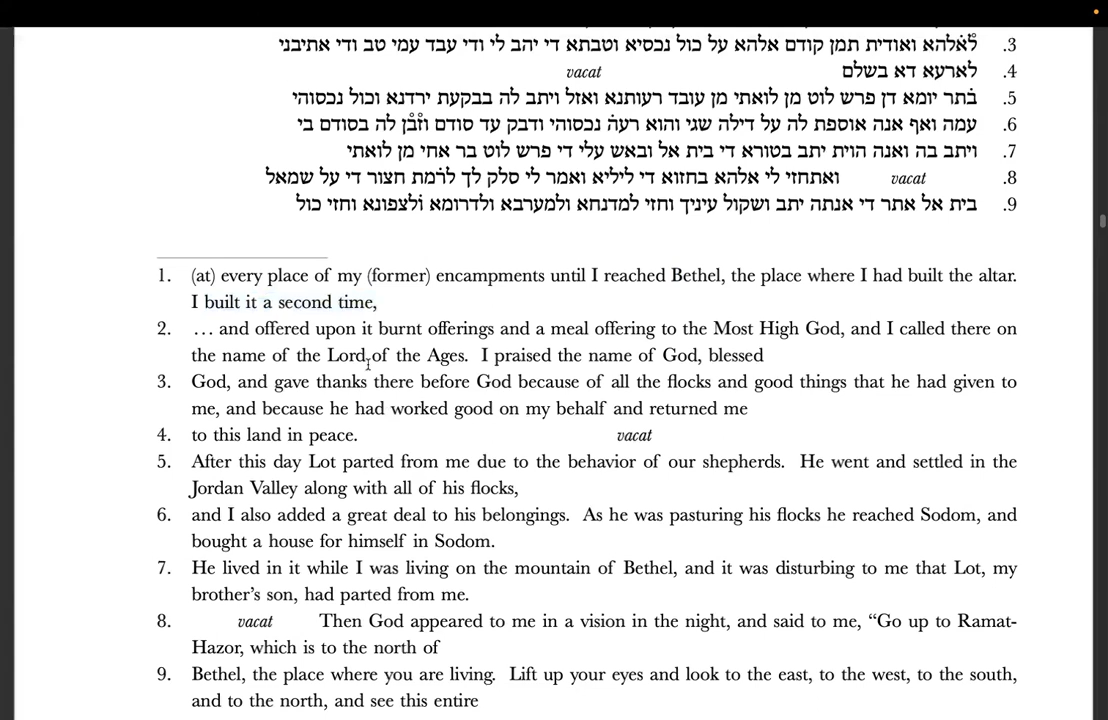 3. לאלהא ואודית תמן קודם אלהא על כול נכסיא וטבתא די יהב לי ודי עבד עמי טב ודי אתיבני
4. לארעא דא בשלם vacat
5. בתר יומא דן פרש לוט מן לואתי מן עובד רעותנא ואזל ויתב לה בבקעת ירדנא וכול נכסוהי
6. עמה ואף אנה אוספת לה על דילה שגי והוא רעה נכסוהי ודבק עד סודם וזבן לה בסודם בי
7. ויתב בה ואנה הוית יתב בטורא די בית אל ובאש עלי די פרש לוט בר אחי מן לואתי
8. vacat ואתחזי לי אלהא בחזוא די ליליא ואמר לי סלק לך לרמת חצור די על שמאל
9. בית אל אתר די אנתה יתב ושקול עיניך וחזי למדנחא ולמערבא ולדרומא ולצפונא וחזי כול
1. (at) every place of my (former) encampments until I reached Bethel, the place where I had built the altar.
I built it a second time,
2. … and offered upon it burnt offerings and a meal offering to the Most High God, and I called there on
the name of the Lord of the Ages. I praised the name of God, blessed
3. God, and gave thanks there before God because of all the flocks and good things that he had given to
me, and because he had worked good on my behalf and returned me
4. to this land in peace. vacat
5. After this day Lot parted from me due to the behavior of our shepherds. He went and settled in the
Jordan Valley along with all of his flocks,
6. and I also added a great deal to his belongings. As he was pasturing his flocks he reached Sodom, and
bought a house for himself in Sodom.
7. He lived in it while I was living on the mountain of Bethel, and it was disturbing to me that Lot, my
brother’s son, had parted from me.
8. vacat Then God appeared to me in a vision in the night, and said to me, “Go up to Ramat-
Hazor, which is to the north of
9. Bethel, the place where you are living. Lift up your eyes and look to the east, to the west, to the south,
and to the north, and see this entire